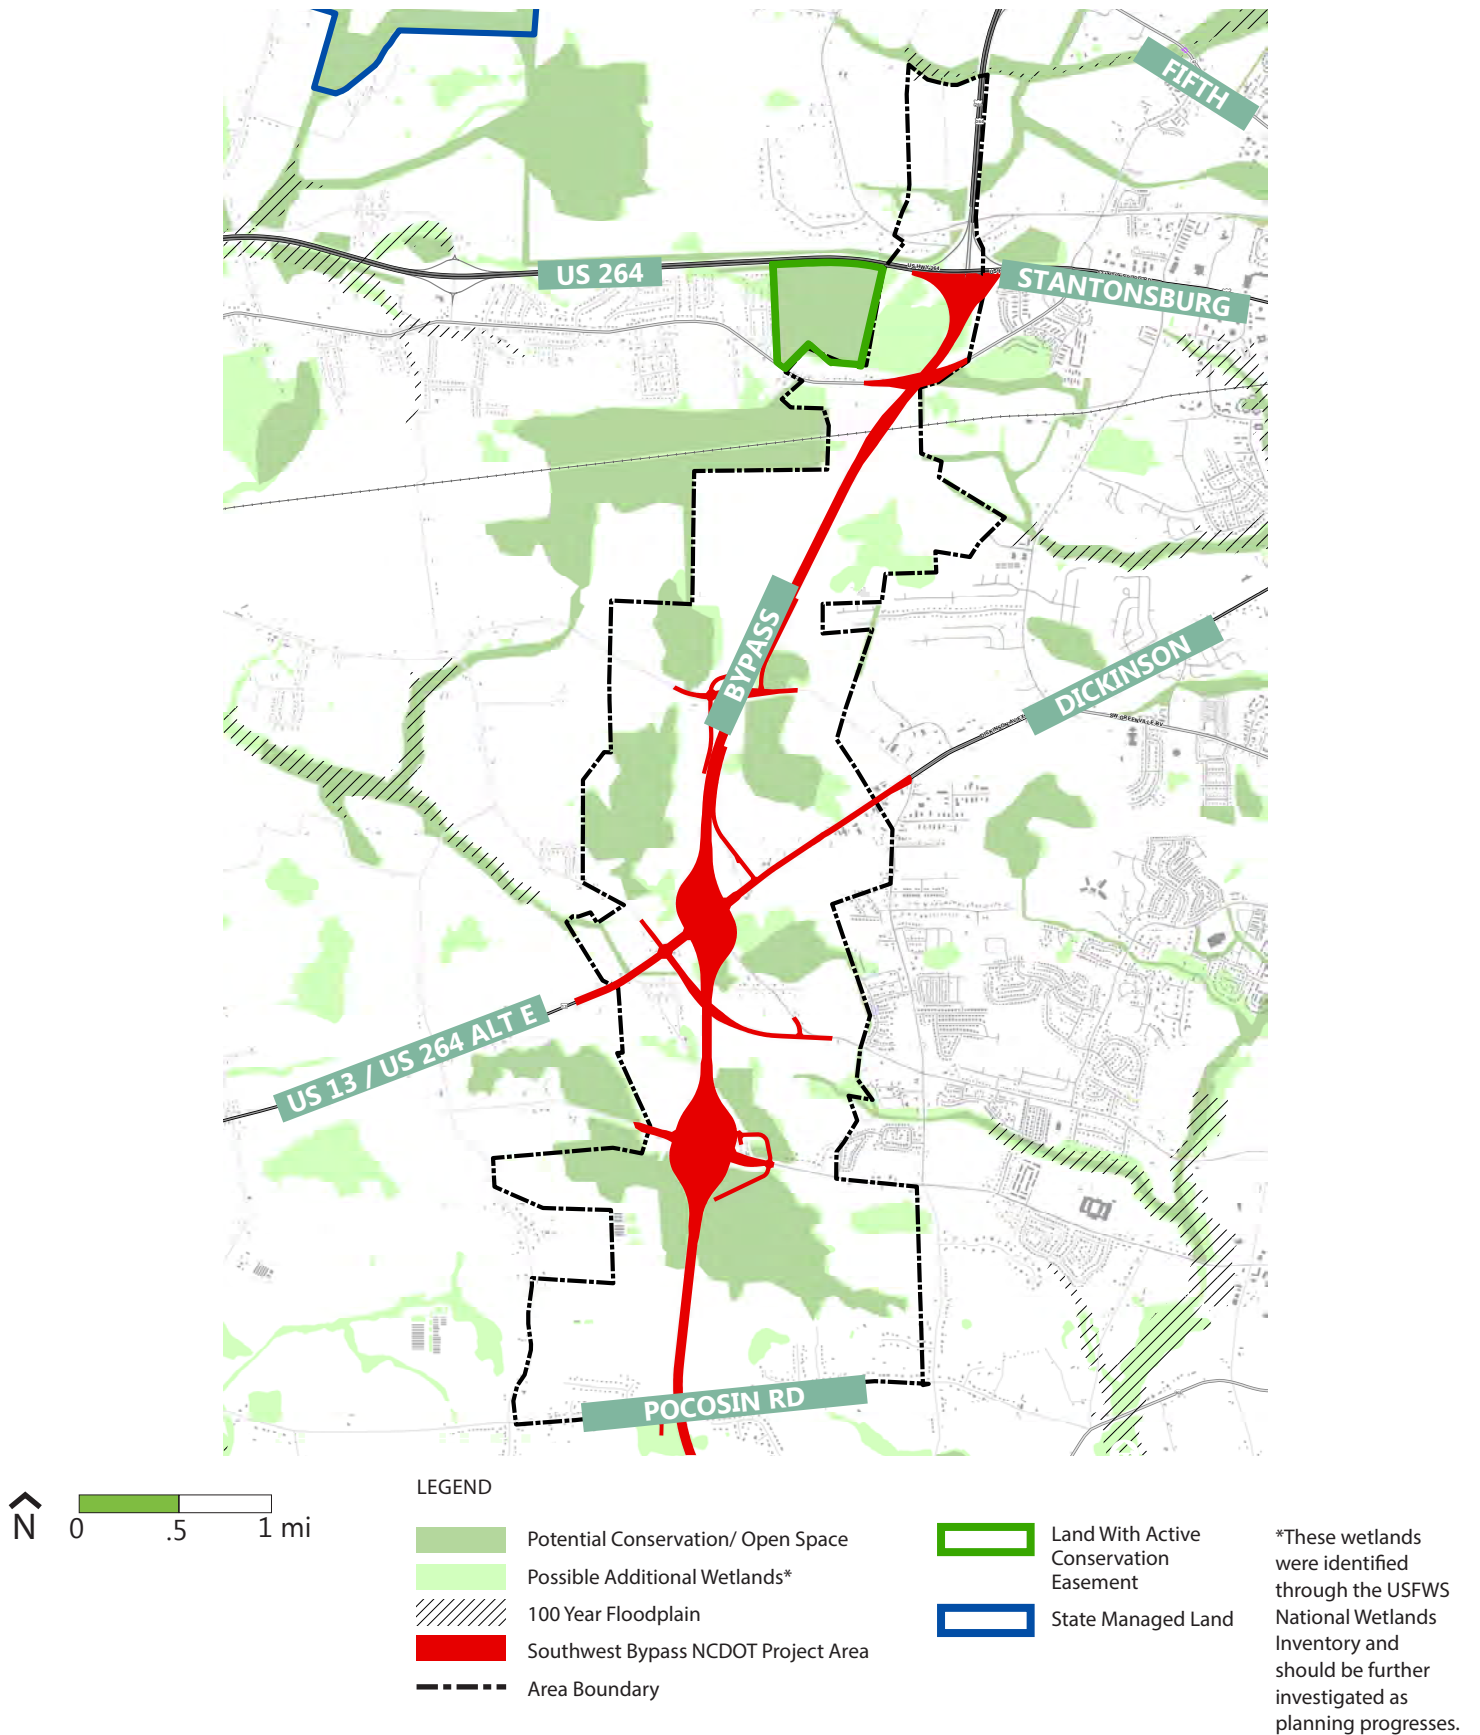 FIFTH
US 264
US HWY 264
STANTONSBURG
BYPASS
DICKINSON
US 13 / US 264 ALT E
POCOSIN RD
N
0 .5 1 mi
LEGEND
Potential Conservation/ Open Space
Possible Additional Wetlands*
100 Year Floodplain
Southwest Bypass NCDOT Project Area
Area Boundary
Land With Active
Conservation
Easement
State Managed Land
*These wetlands
were identified
through the USFWS
National Wetlands
Inventory and
should be further
investigated as
planning progresses.